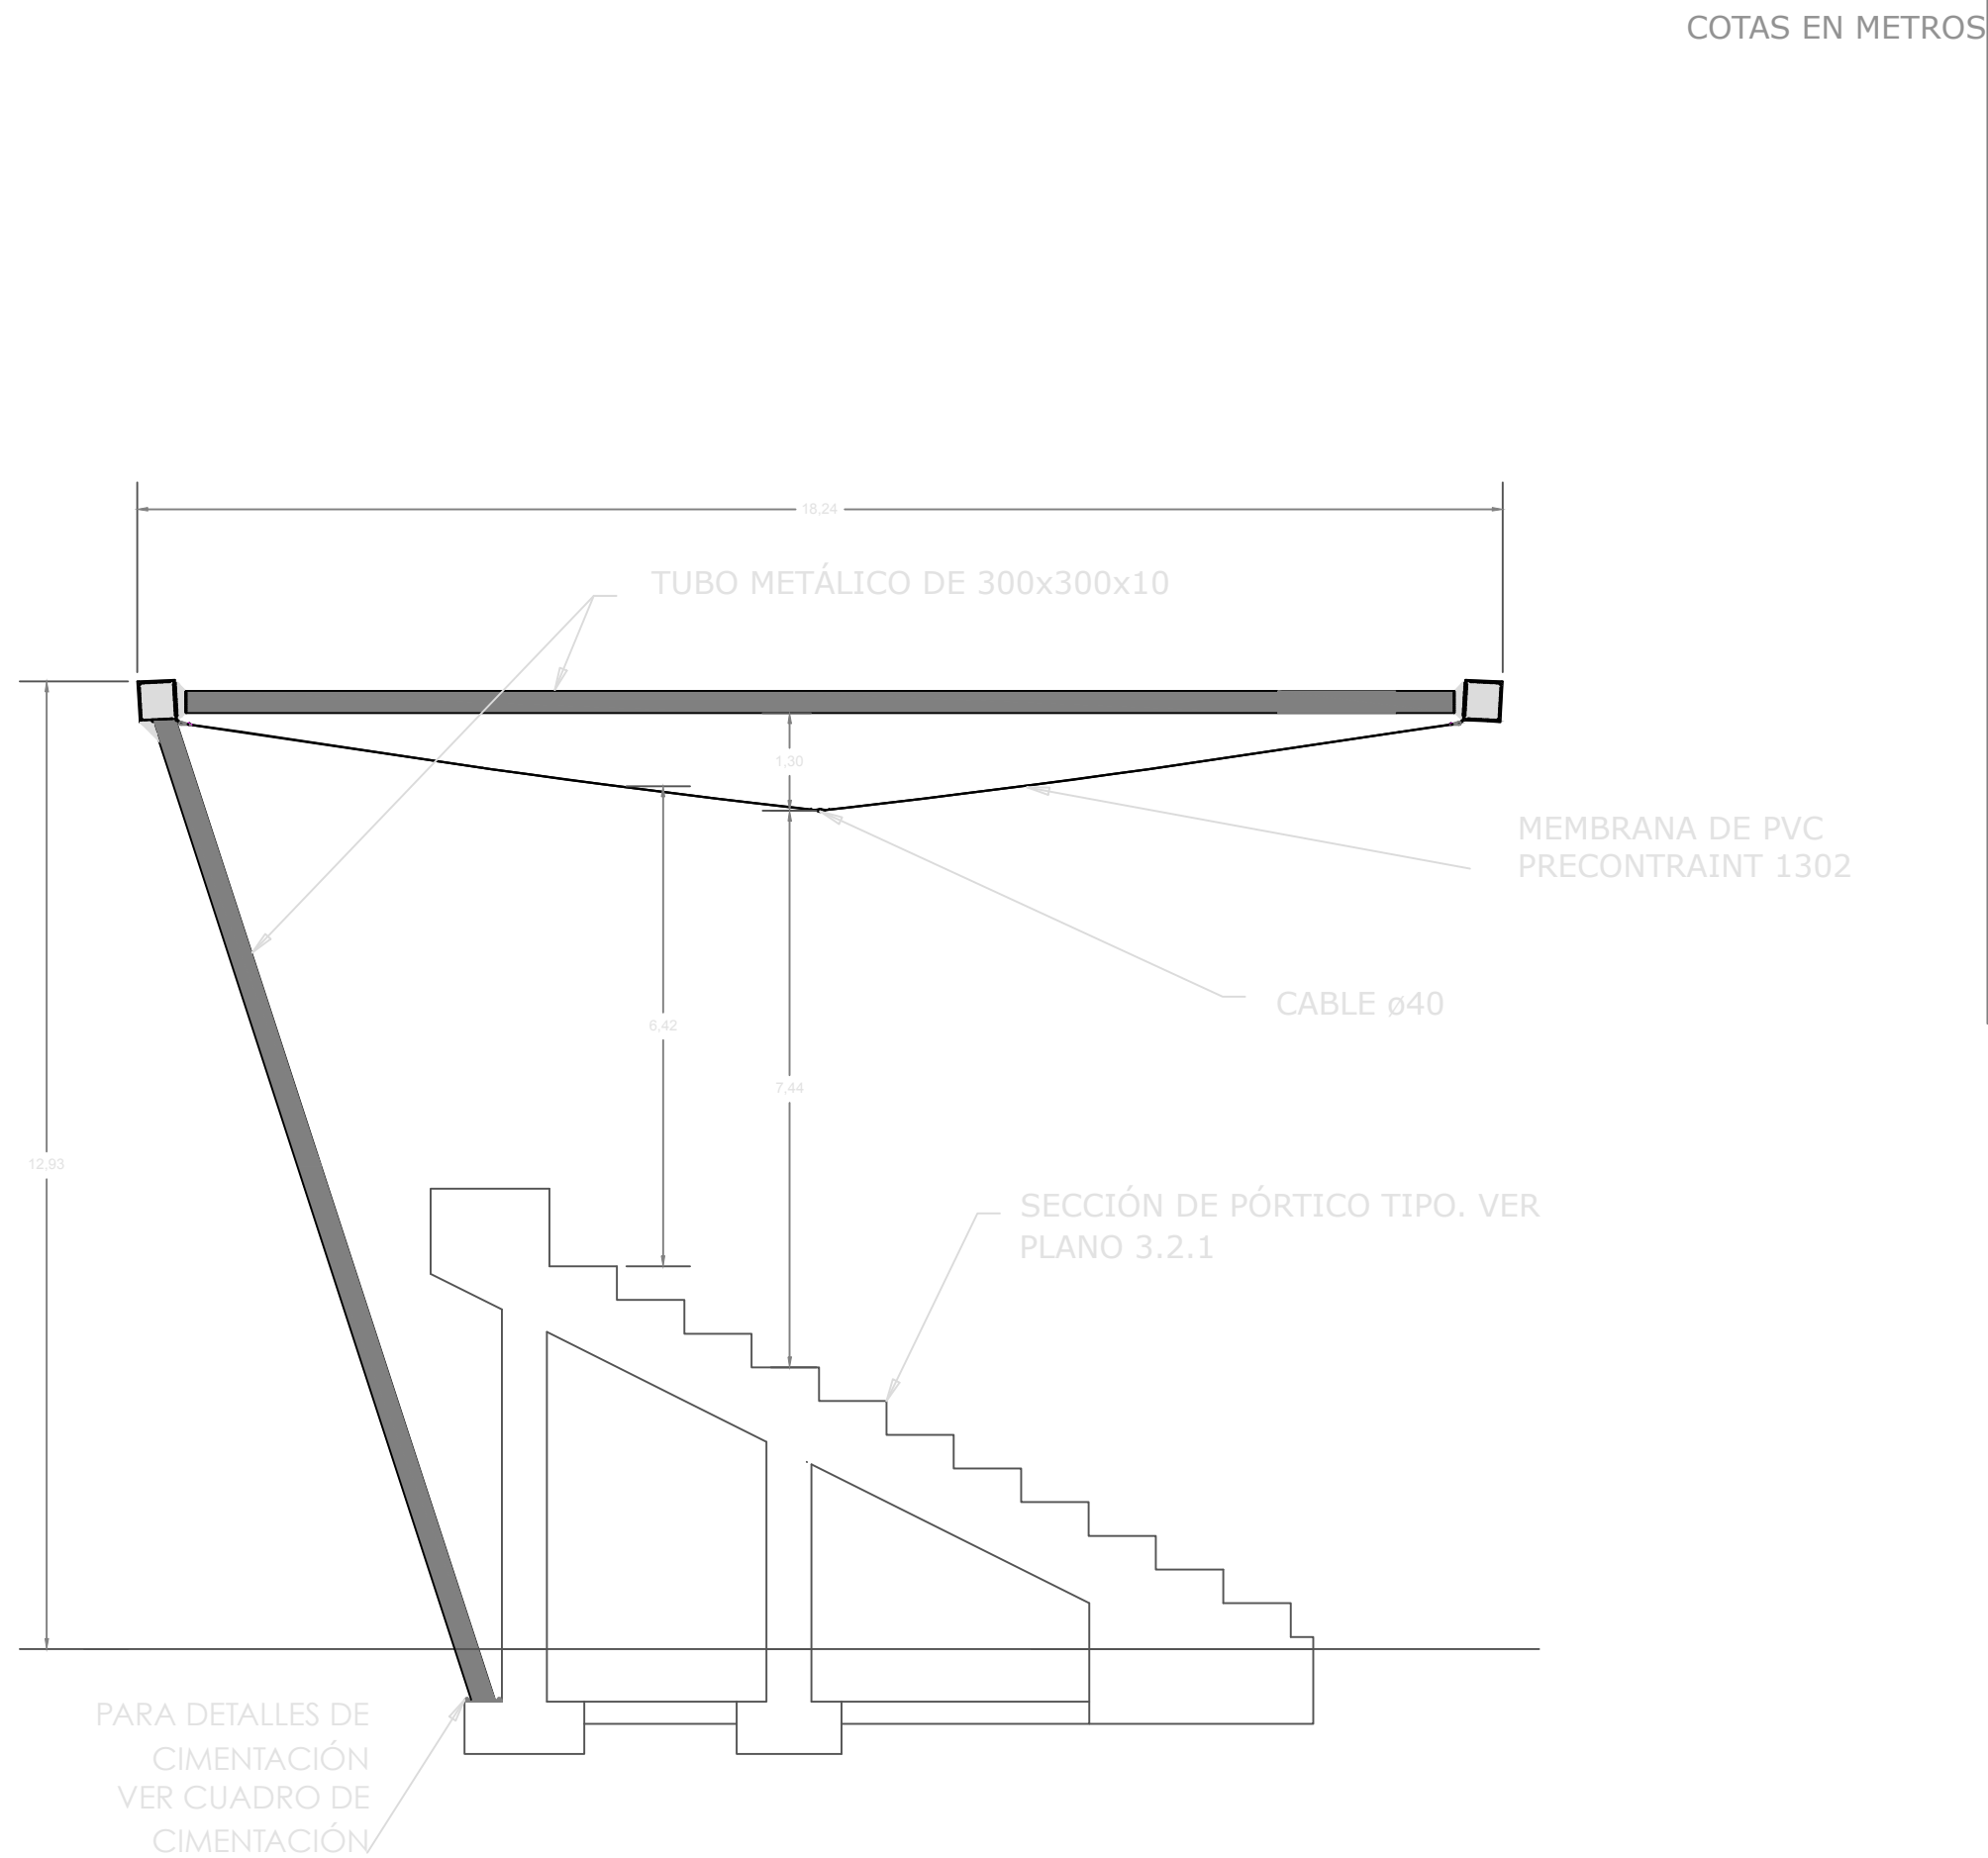 COTAS EN METROS
18,24
TUBO METÁLICO DE 300x300x10
1,30
MEMBRANA DE PVC
PRECONTRAINT 1302
CABLE ø40
6,42
7,44
12,93
SECCIÓN DE PÓRTICO TIPO. VER
PLANO 3.2.1
PARA DETALLES DE
CIMENTACIÓN
VER CUADRO DE
CIMENTACIÓN